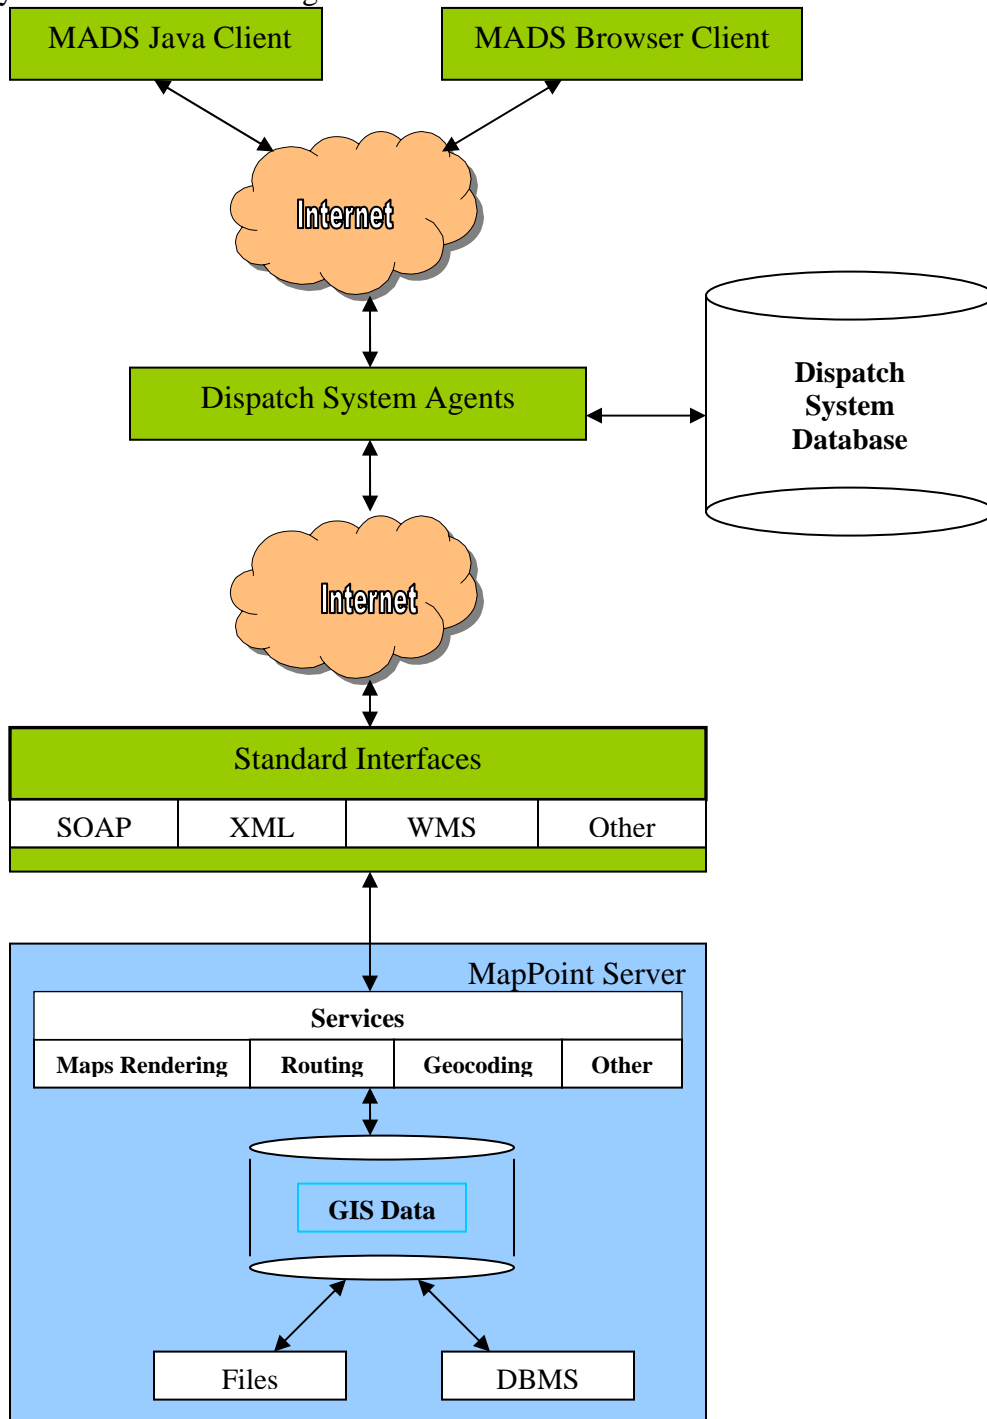 MADS Java Client
MADS Browser Client
Internet
Dispatch System Agents
Dispatch
System
Database
Internet
Standard Interfaces
SOAP XML WMS Other
MapPoint Server
Services
Maps Rendering Routing Geocoding Other
GIS Data
Files
DBMS